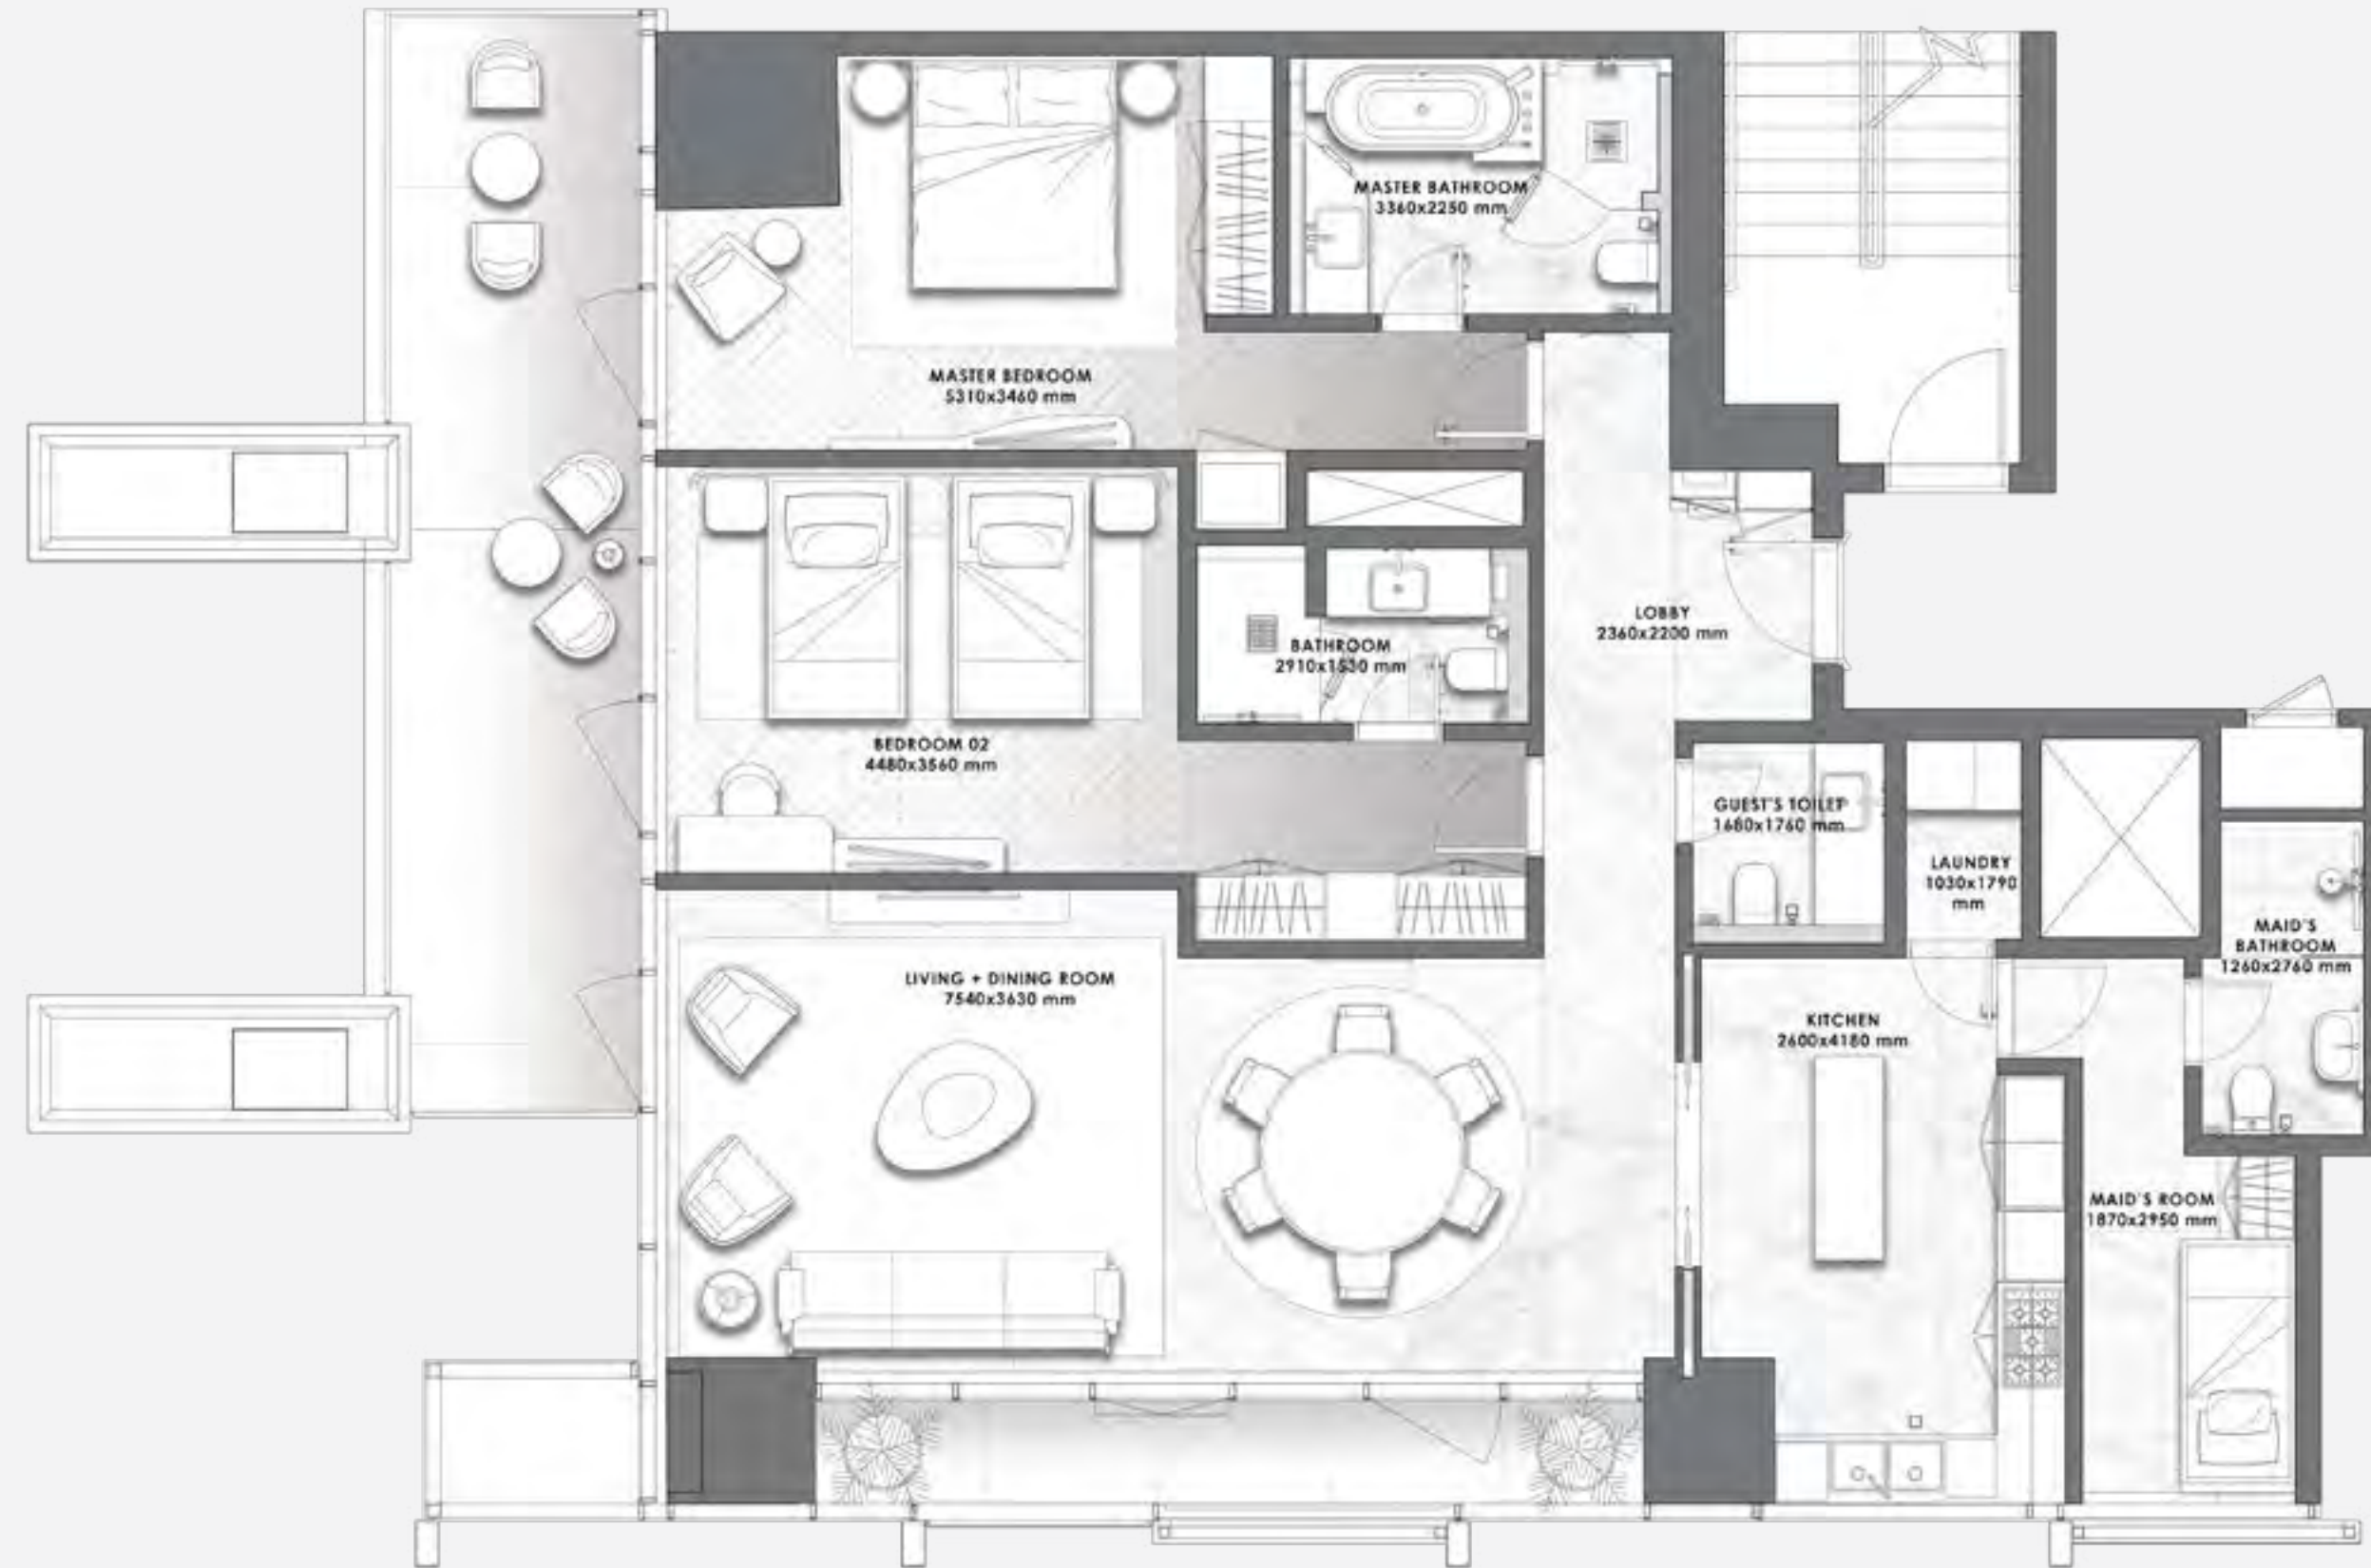 MASTER BATHROOM
3360x2250 mm
MASTER BEDROOM
5310x3460 mm
LOBBY
2360x2200 mm
BATHROOM
2910x1530 mm
BEDROOM 02
4480x3560 mm
GUEST'S TOILET
1680x1760 mm
LAUNDRY
1030x1790
mm
MAID'S
BATHROOM
1260x2760 mm
LIVING + DINING ROOM
7540x3630 mm
KITCHEN
2600x4180 mm
MAID'S ROOM
1870x2950 mm